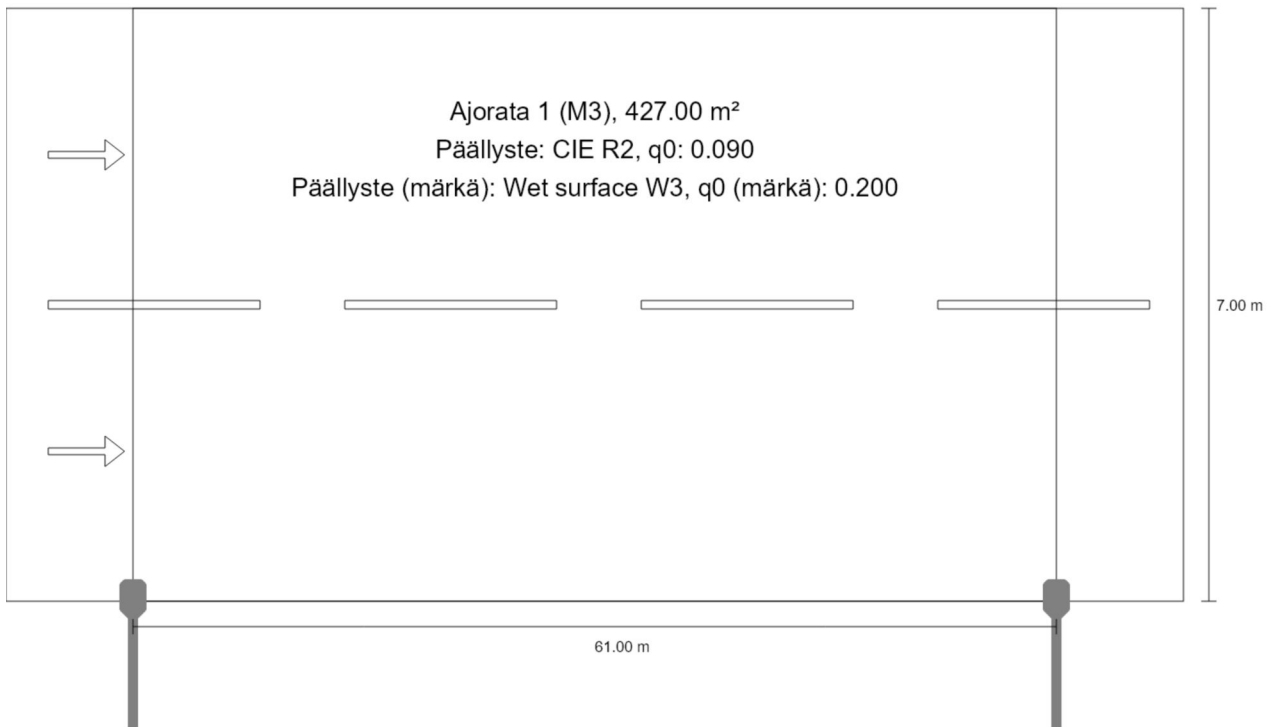 Ajorata 1 (M3), 427.00 m²
Päällyste: CIE R2, q0: 0.090
Päällyste (märkä): Wet surface W3, q0 (märkä): 0.200
7.00 m
61.00 m